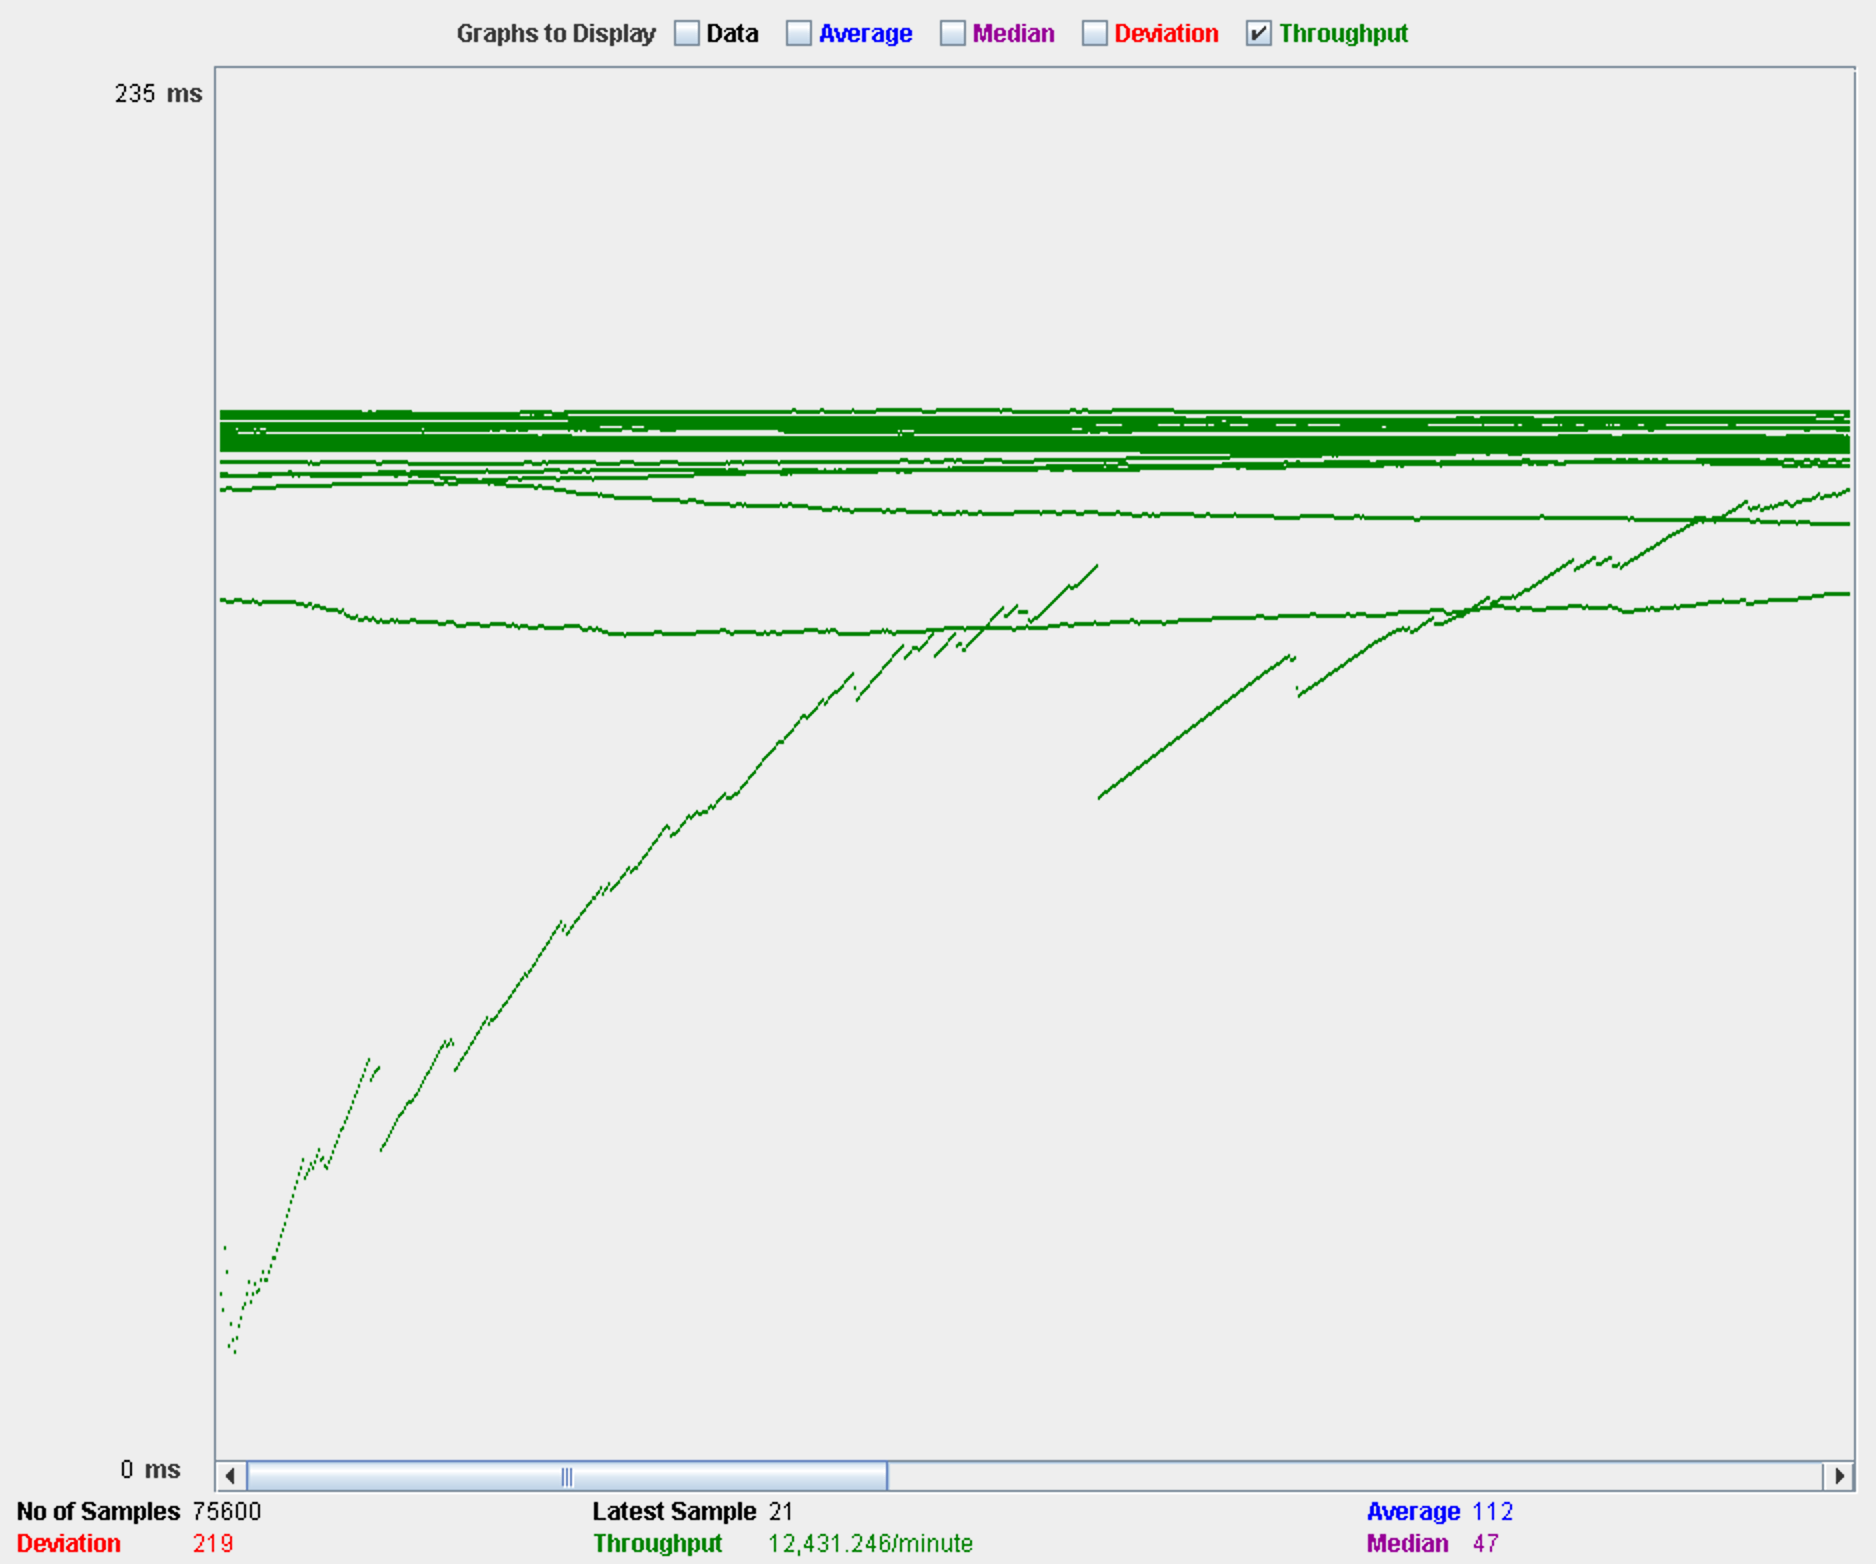 Graphs to Display Data Average Median Deviation Throughput
235 ms
0 ms
No of Samples 75600 Latest Sample 21 Average 112
Deviation 219 Throughput 12,431.246/minute Median 47